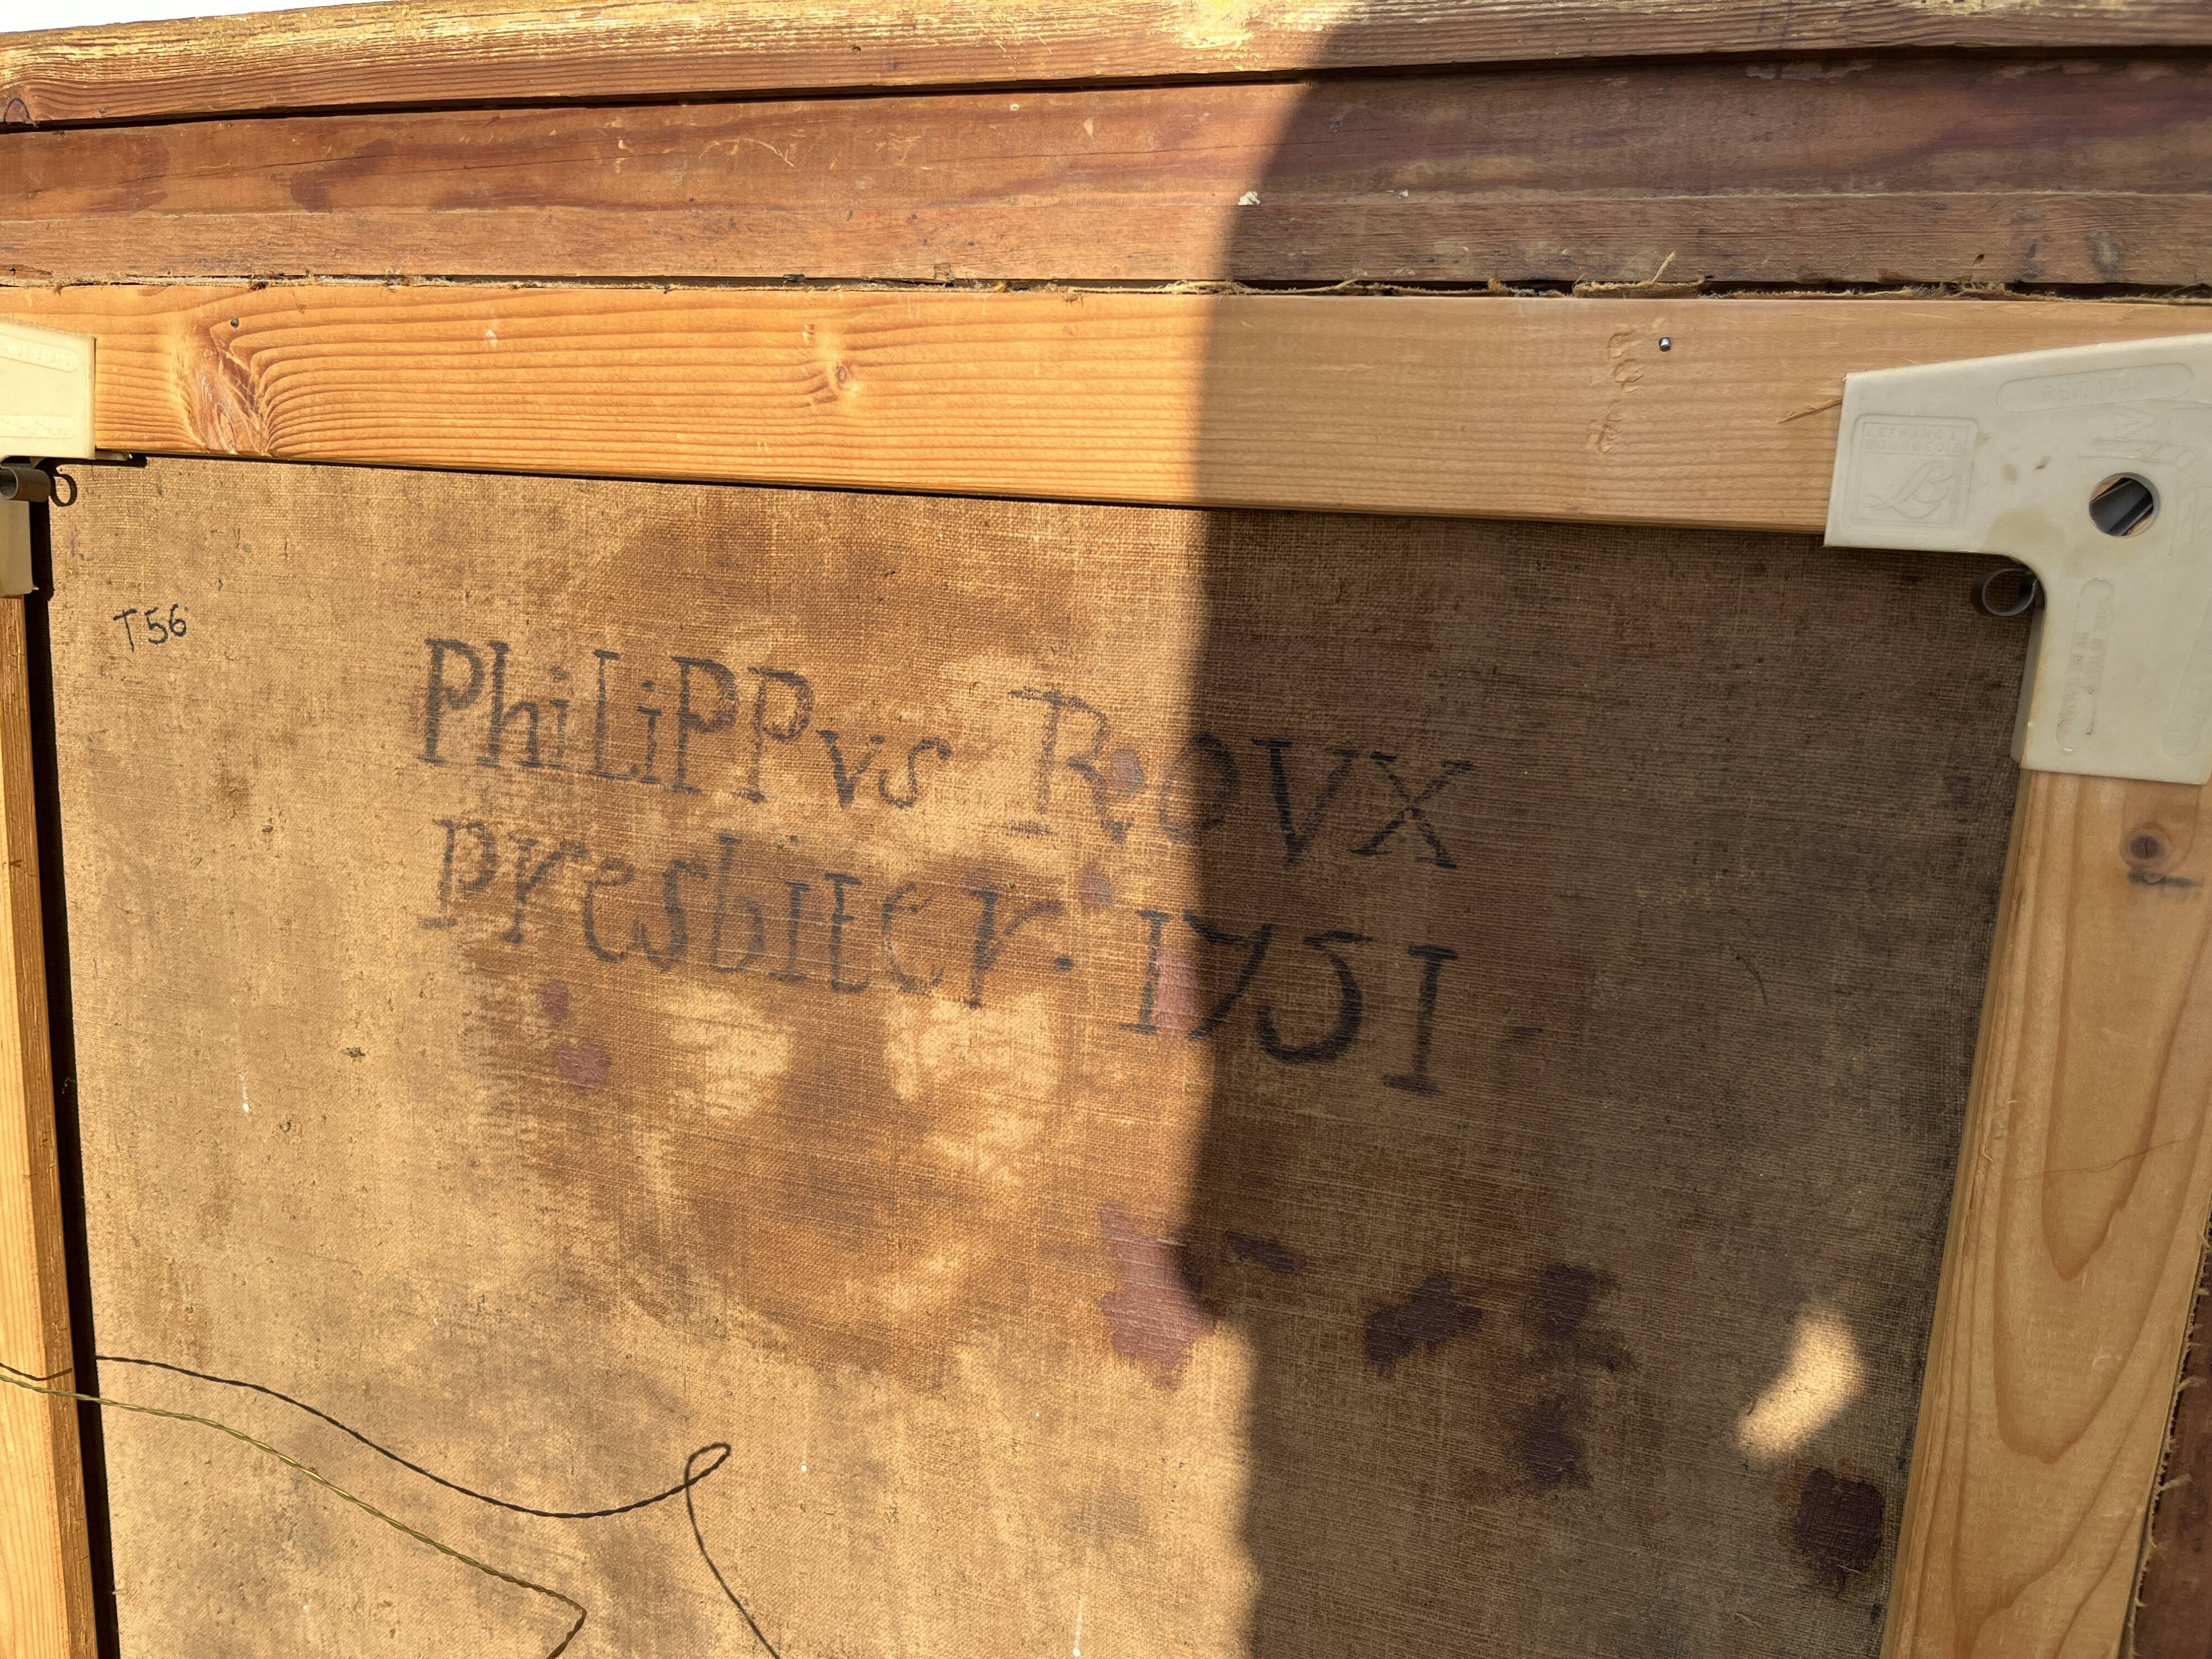 T56
PhiLiPPvs ROVX
Presbiter. 1751.